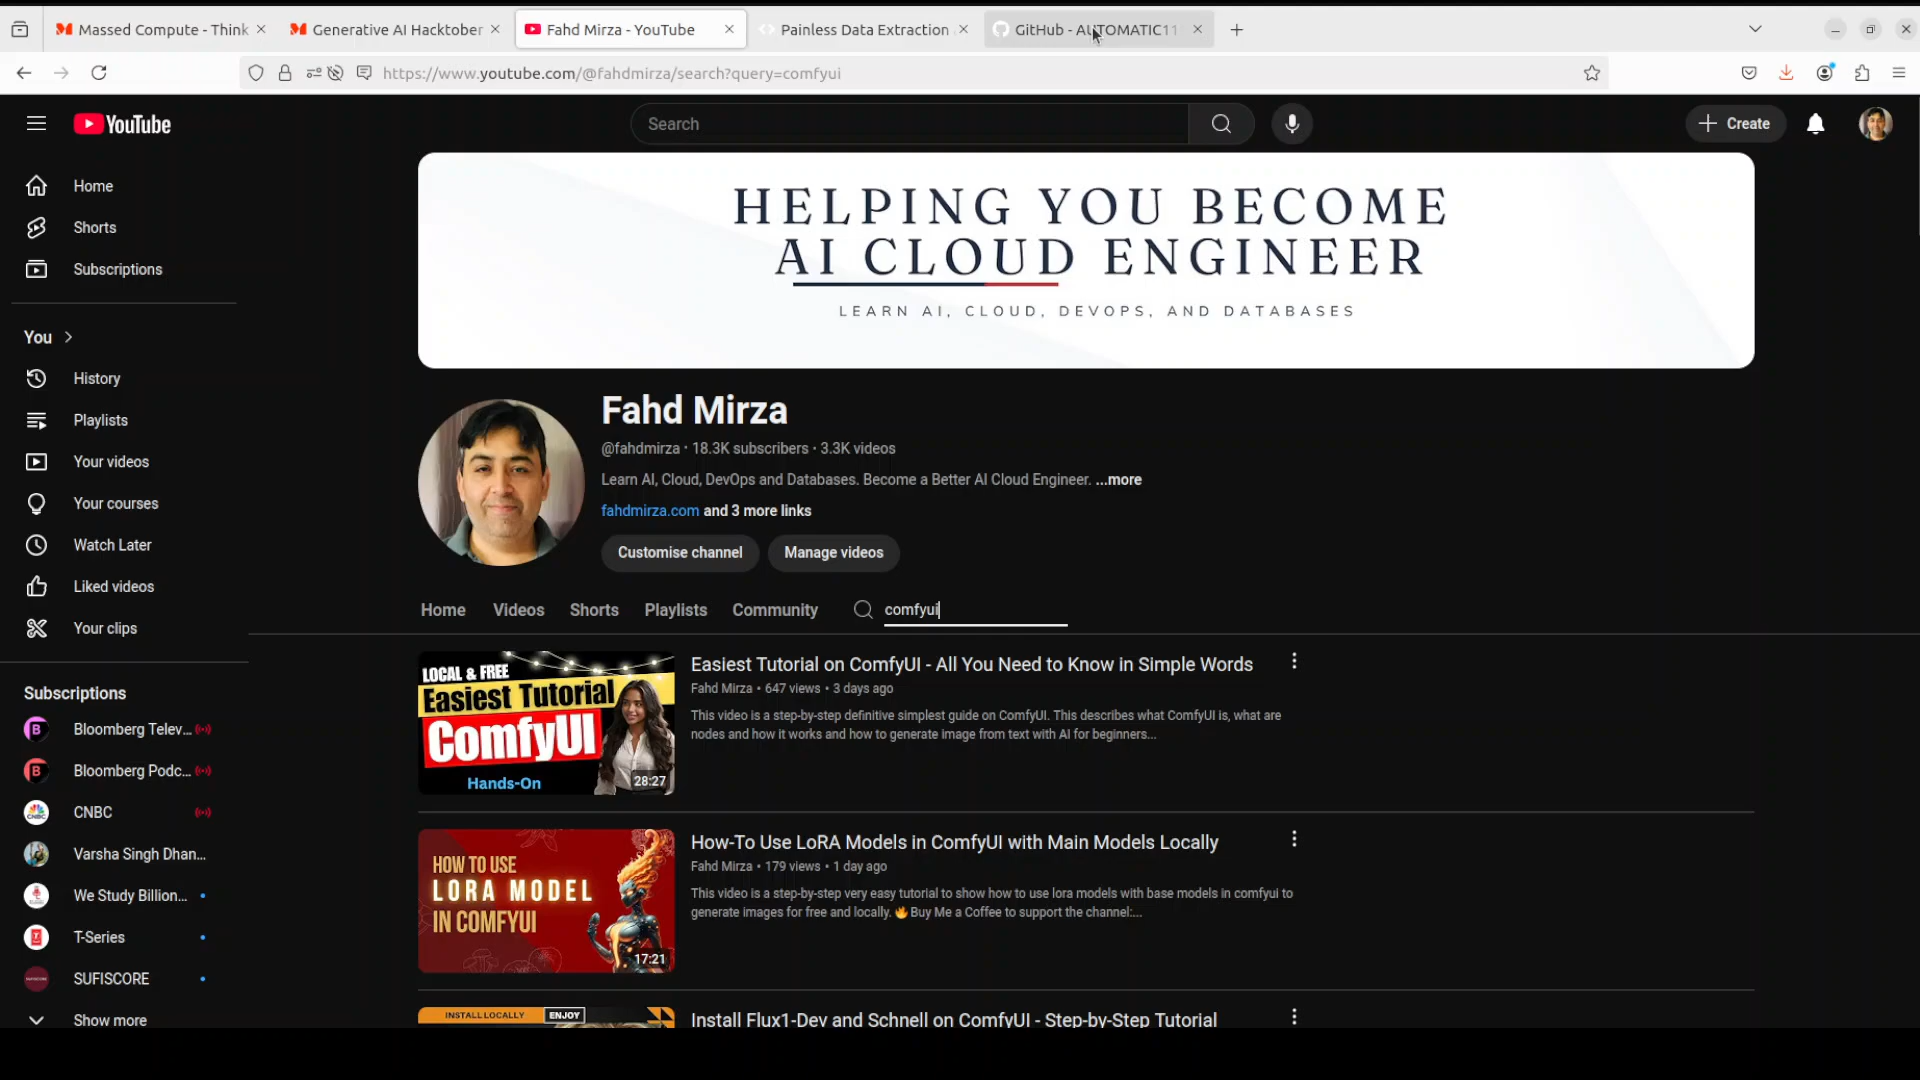 Massed Compute - Think
Generative AI Hacktober
Fahd Mirza - YouTube
Painless Data Extraction
GitHub - AUTOMATIC11
https://www.youtube.com/@fahdmirza/search?query=comfyui
YouTube
Search
Create
Home
Shorts
Subscriptions
You
History
Playlists
Your videos
Your courses
Watch Later
Liked videos
Your clips
Subscriptions
Bloomberg Telev...
Bloomberg Podc...
CNBC
Varsha Singh Dhan...
We Study Billion...
T-Series
SUFISCORE
Show more
HELPING YOU BECOME
AI CLOUD ENGINEER
LEARN AI, CLOUD, DEVOPS, AND DATABASES
Fahd Mirza
@fahdmirza · 18.3K subscribers · 3.3K videos
Learn AI, Cloud, DevOps and Databases. Become a Better AI Cloud Engineer. ...more
fahdmirza.com and 3 more links
Customise channel
Manage videos
Home Videos Shorts Playlists Community comfyui
LOCAL & FREE
Easiest Tutorial
ComfyUI
Hands-On
28:27
Easiest Tutorial on ComfyUI - All You Need to Know in Simple Words
Fahd Mirza • 647 views • 3 days ago
This video is a step-by-step definitive simplest guide on ComfyUI. This describes what ComfyUI is, what are
nodes and how it works and how to generate image from text with AI for beginners...
HOW TO USE
LORA MODEL
IN COMFYUI
17:21
How-To Use LoRA Models in ComfyUI with Main Models Locally
Fahd Mirza • 179 views • 1 day ago
This video is a step-by-step very easy tutorial to show how to use lora models with base models in comfyui to
generate images for free and locally. 🔥Buy Me a Coffee to support the channel:...
INSTALL LOCALLY ENJOY
Install Flux1-Dev and Schnell on ComfyUI - Step-by-Step Tutorial